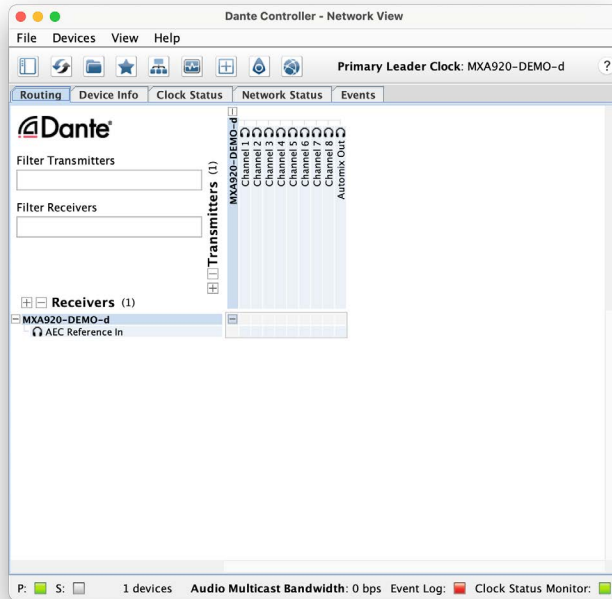 Dante Controller - Network View
File Devices View Help
Primary Leader Clock: MXA920-DEMO-d
?
Routing Device Info Clock Status Network Status Events
Dante
Filter Transmitters
Filter Receivers
Transmitters (1)
MXA920-DEMO-d
Channel 1
Channel 2
Channel 3
Channel 4
Channel 5
Channel 6
Channel 7
Channel 8
Automix Out
Receivers (1)
MXA920-DEMO-d
AEC Reference In
P: S: 1 devices Audio Multicast Bandwidth: 0 bps Event Log: Clock Status Monitor: